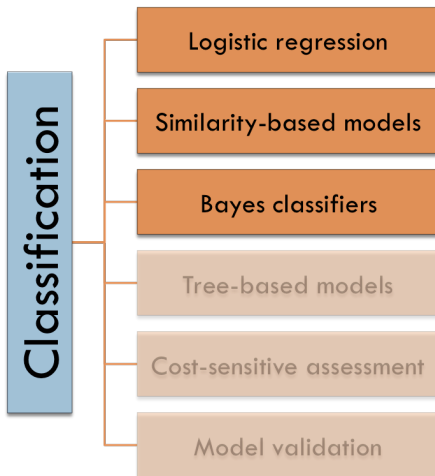 Classification
Logistic regression
Similarity-based models
Bayes classifiers
Tree-based models
Cost-sensitive assessment
Model validation